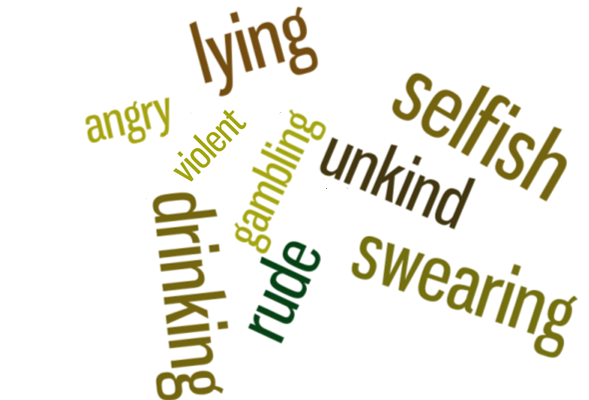 lying
selfish
angry
violent
gambling
unkind
drinking
rude
swearing